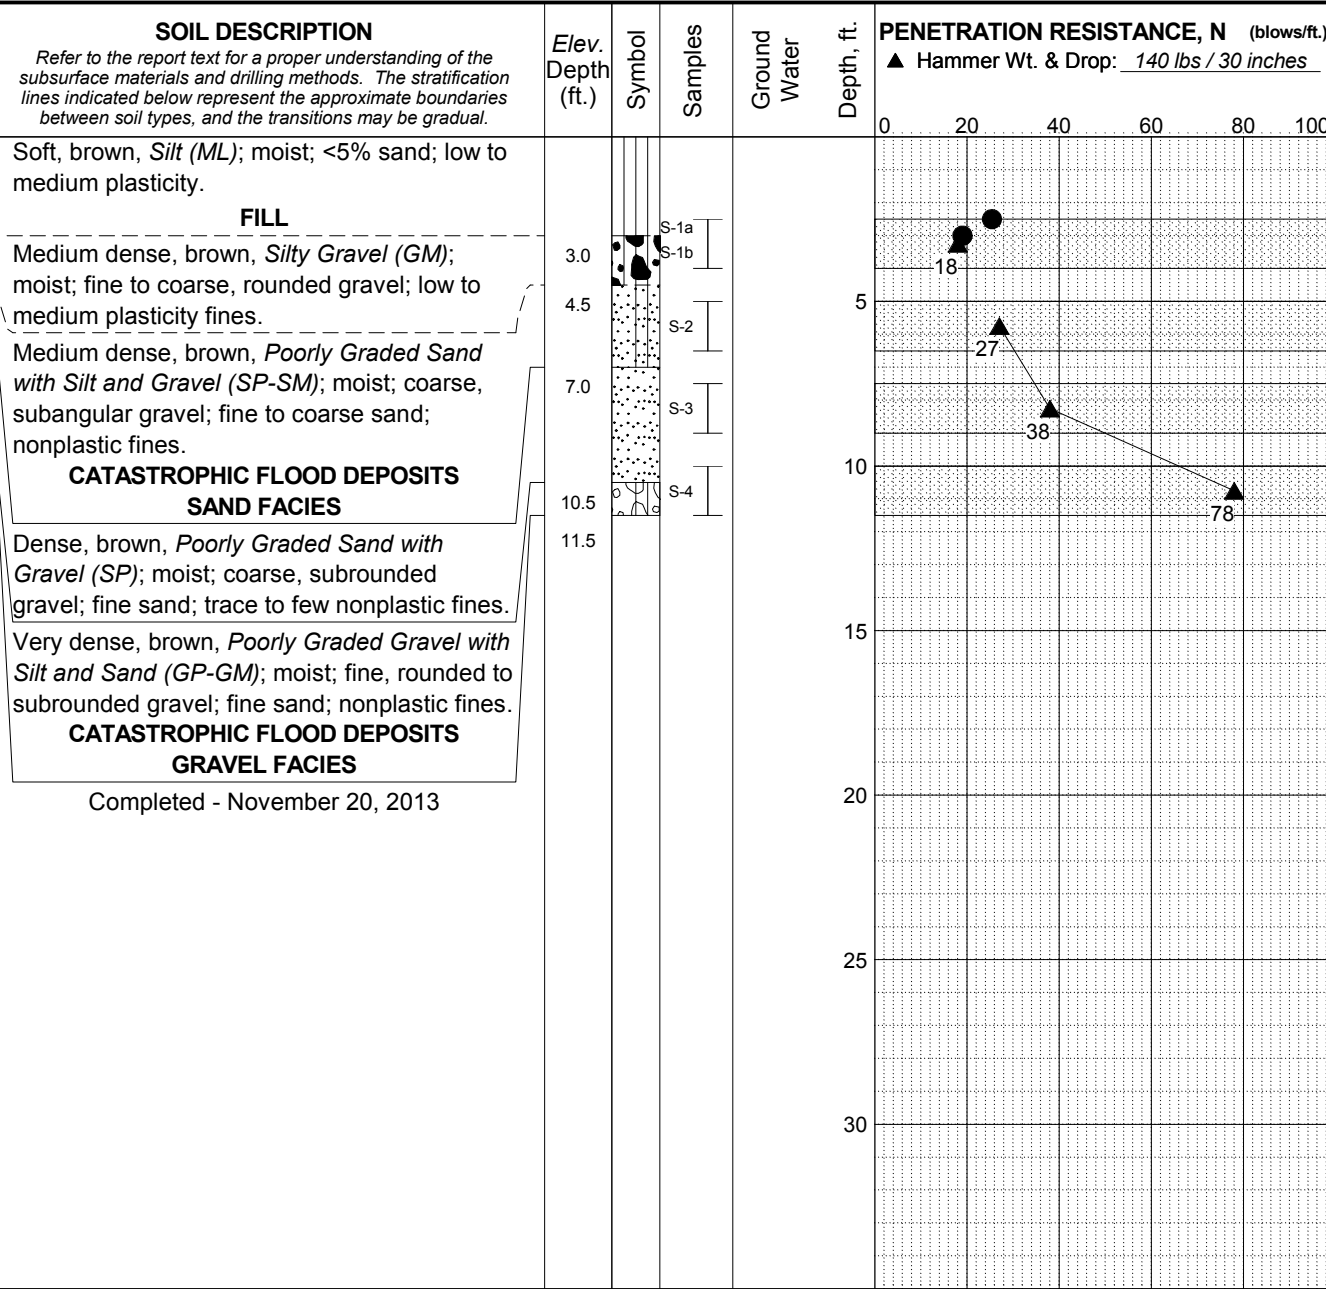 SOIL DESCRIPTION
Refer to the report text for a proper understanding of the
subsurface materials and drilling methods. The stratification
lines indicated below represent the approximate boundaries
between soil types, and the transitions may be gradual.
Elev.
Depth
(ft.)
Symbol
Samples
Ground
Water
Depth, ft.
PENETRATION RESISTANCE, N (blows/ft.)
▲ Hammer Wt. & Drop: 140 lbs / 30 inches
0 20 40 60 80 100
Soft, brown, Silt (ML); moist; <5% sand; low to
medium plasticity.
FILL
Medium dense, brown, Silty Gravel (GM);
moist; fine to coarse, rounded gravel; low to
medium plasticity fines.
Medium dense, brown, Poorly Graded Sand
with Silt and Gravel (SP-SM); moist; coarse,
subangular gravel; fine to coarse sand;
nonplastic fines.
CATASTROPHIC FLOOD DEPOSITS
SAND FACIES
Dense, brown, Poorly Graded Sand with
Gravel (SP); moist; coarse, subrounded
gravel; fine sand; trace to few nonplastic fines.
Very dense, brown, Poorly Graded Gravel with
Silt and Sand (GP-GM); moist; fine, rounded to
subrounded gravel; fine sand; nonplastic fines.
CATASTROPHIC FLOOD DEPOSITS
GRAVEL FACIES
Completed - November 20, 2013
3.0
4.5
7.0
10.5
11.5
S-1a
S-1b
S-2
S-3
S-4
5
10
15
20
25
30
18
27
38
78